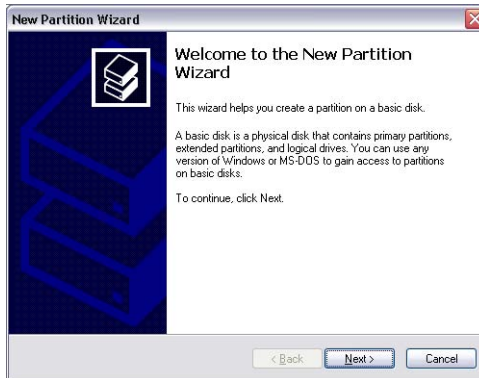 New Partition Wizard
Welcome to the New Partition
Wizard
This wizard helps you create a partition on a basic disk.
A basic disk is a physical disk that contains primary partitions,
extended partitions, and logical drives. You can use any
version of Windows or MS-DOS to gain access to partitions
on basic disks.
To continue, click Next.
< Back
Next >
Cancel